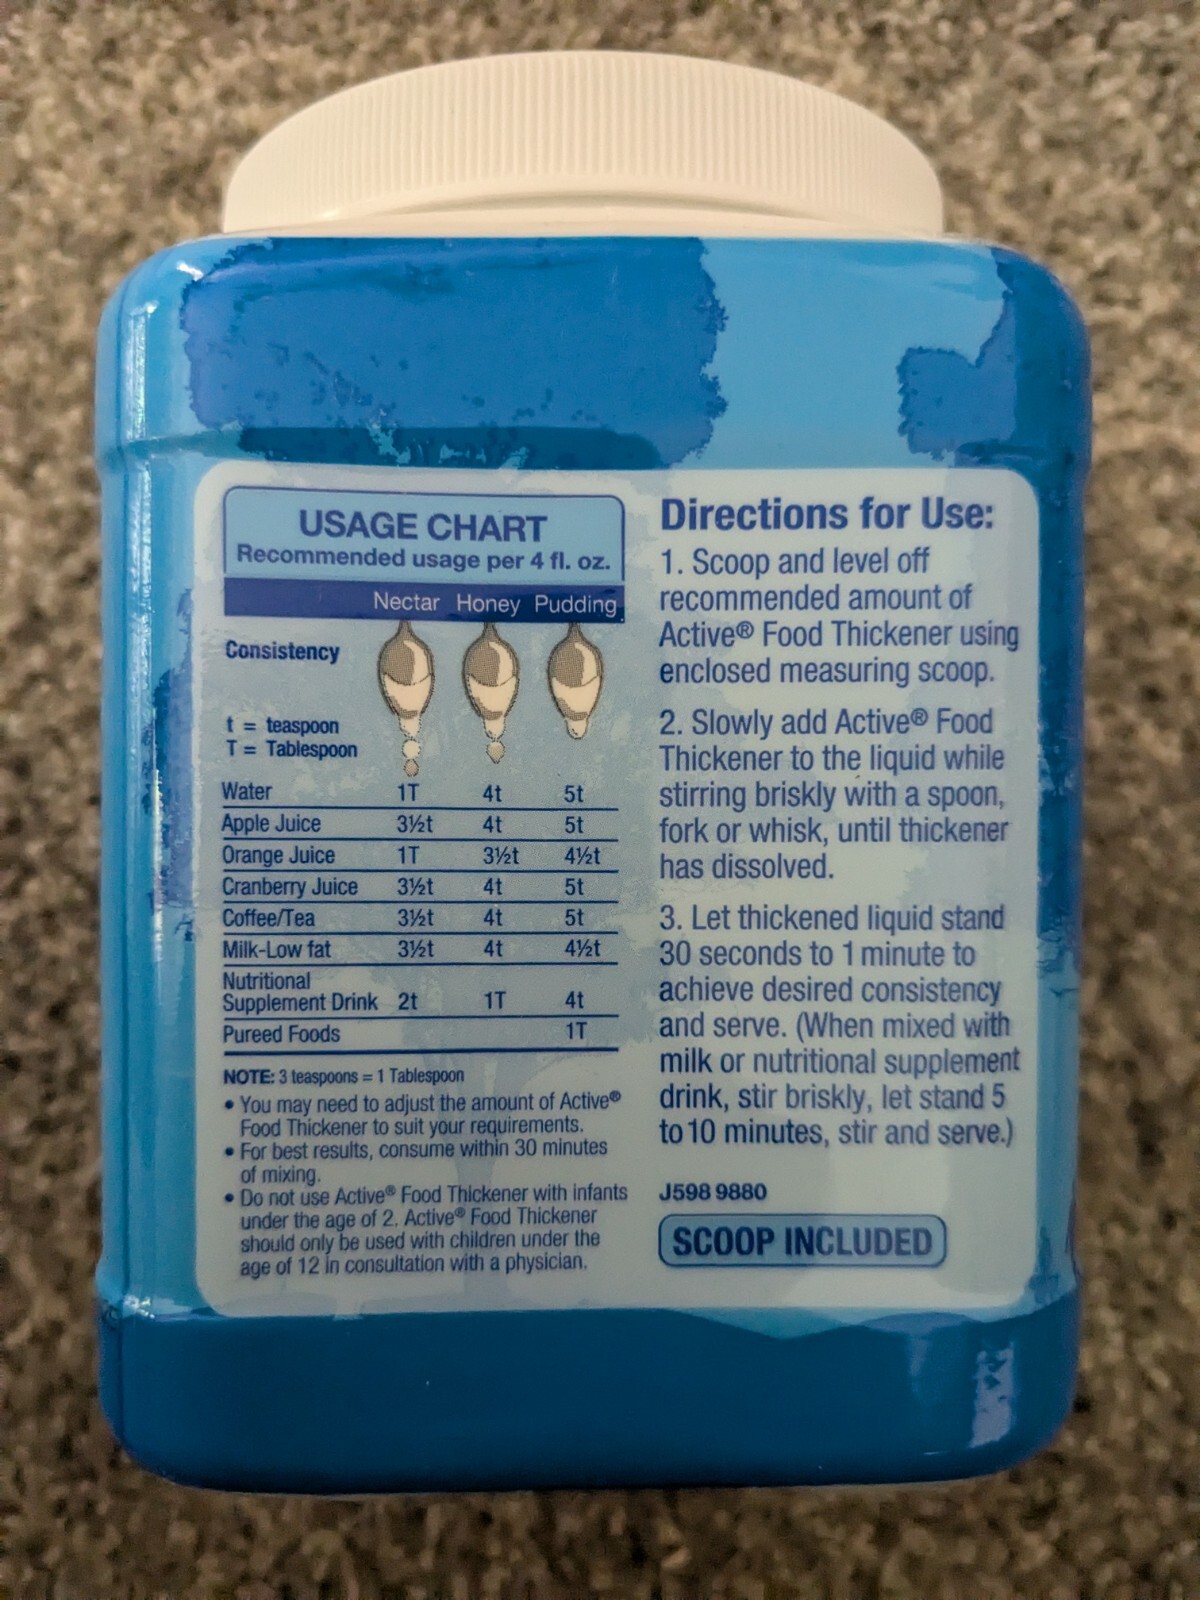 USAGE CHART
Recommended usage per 4 fl. oz.
Nectar Honey Pudding
Consistency
t = teaspoon
T = Tablespoon
Water 1T 4t 5t
Apple Juice 3½t 4t 5t
Orange Juice 1T 3½t 4½t
Cranberry Juice 3½t 4t 5t
Coffee/Tea 3½t 4t 5t
Milk-Low fat 3½t 4t 4½t
Nutritional
Supplement Drink 2t 1T 4t
Pureed Foods 1T
NOTE: 3 teaspoons = 1 Tablespoon
• You may need to adjust the amount of Active®
Food Thickener to suit your requirements.
• For best results, consume within 30 minutes
of mixing.
• Do not use Active® Food Thickener with infants
under the age of 2. Active® Food Thickener
should only be used with children under the
age of 12 in consultation with a physician.
Directions for Use:
1. Scoop and level off
recommended amount of
Active® Food Thickener using
enclosed measuring scoop.
2. Slowly add Active® Food
Thickener to the liquid while
stirring briskly with a spoon,
fork or whisk, until thickener
has dissolved.
3. Let thickened liquid stand
30 seconds to 1 minute to
achieve desired consistency
and serve. (When mixed with
milk or nutritional supplement
drink, stir briskly, let stand 5
to 10 minutes, stir and serve.)
J598 9880
SCOOP INCLUDED